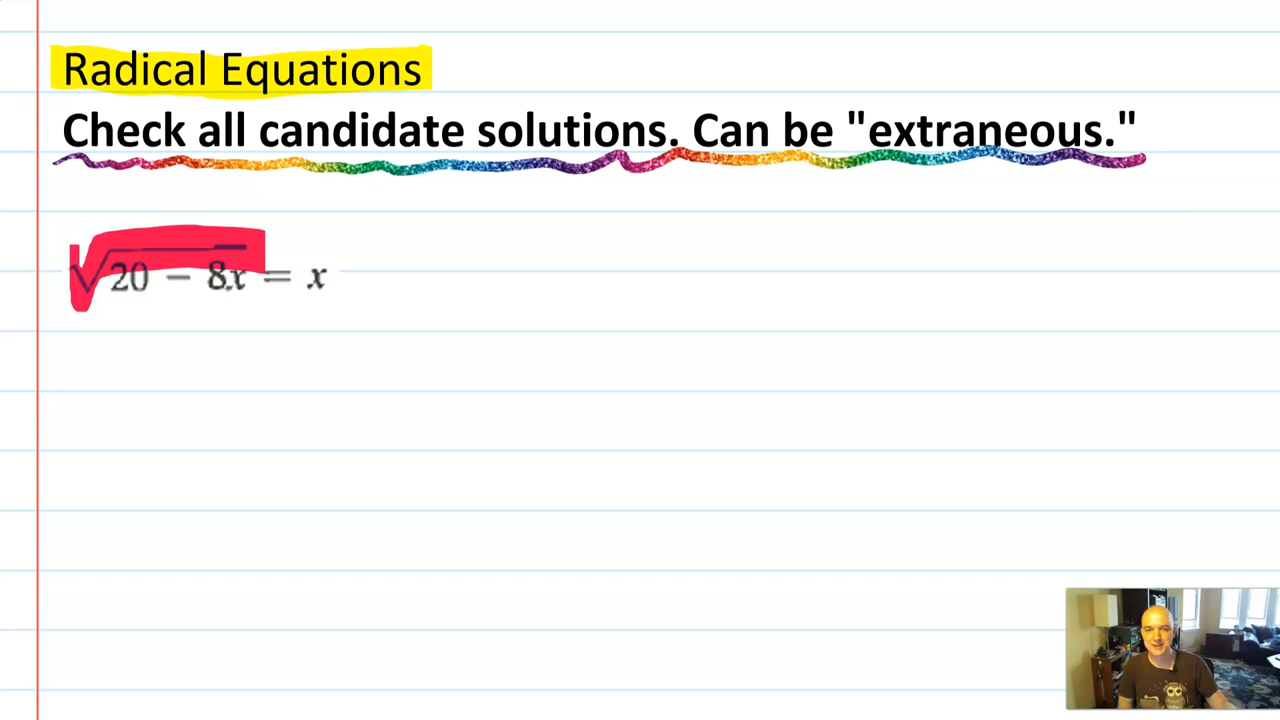 Radical Equations
Check all candidate solutions. Can be "extraneous."
√20 − 8x = x